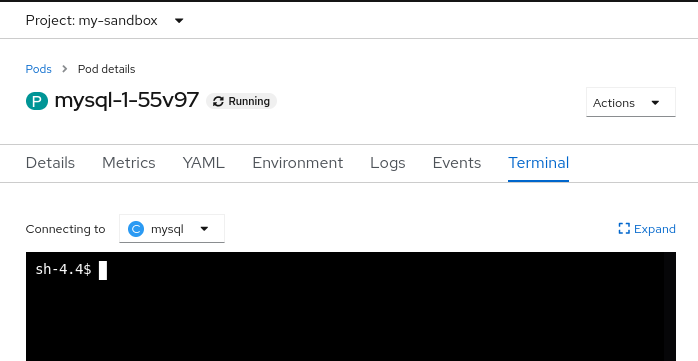 Project: my-sandbox
Pods > Pod details
P mysql-1-55v97 Running
Actions
Details Metrics YAML Environment Logs Events Terminal
Connecting to C mysql Expand
sh-4.4$